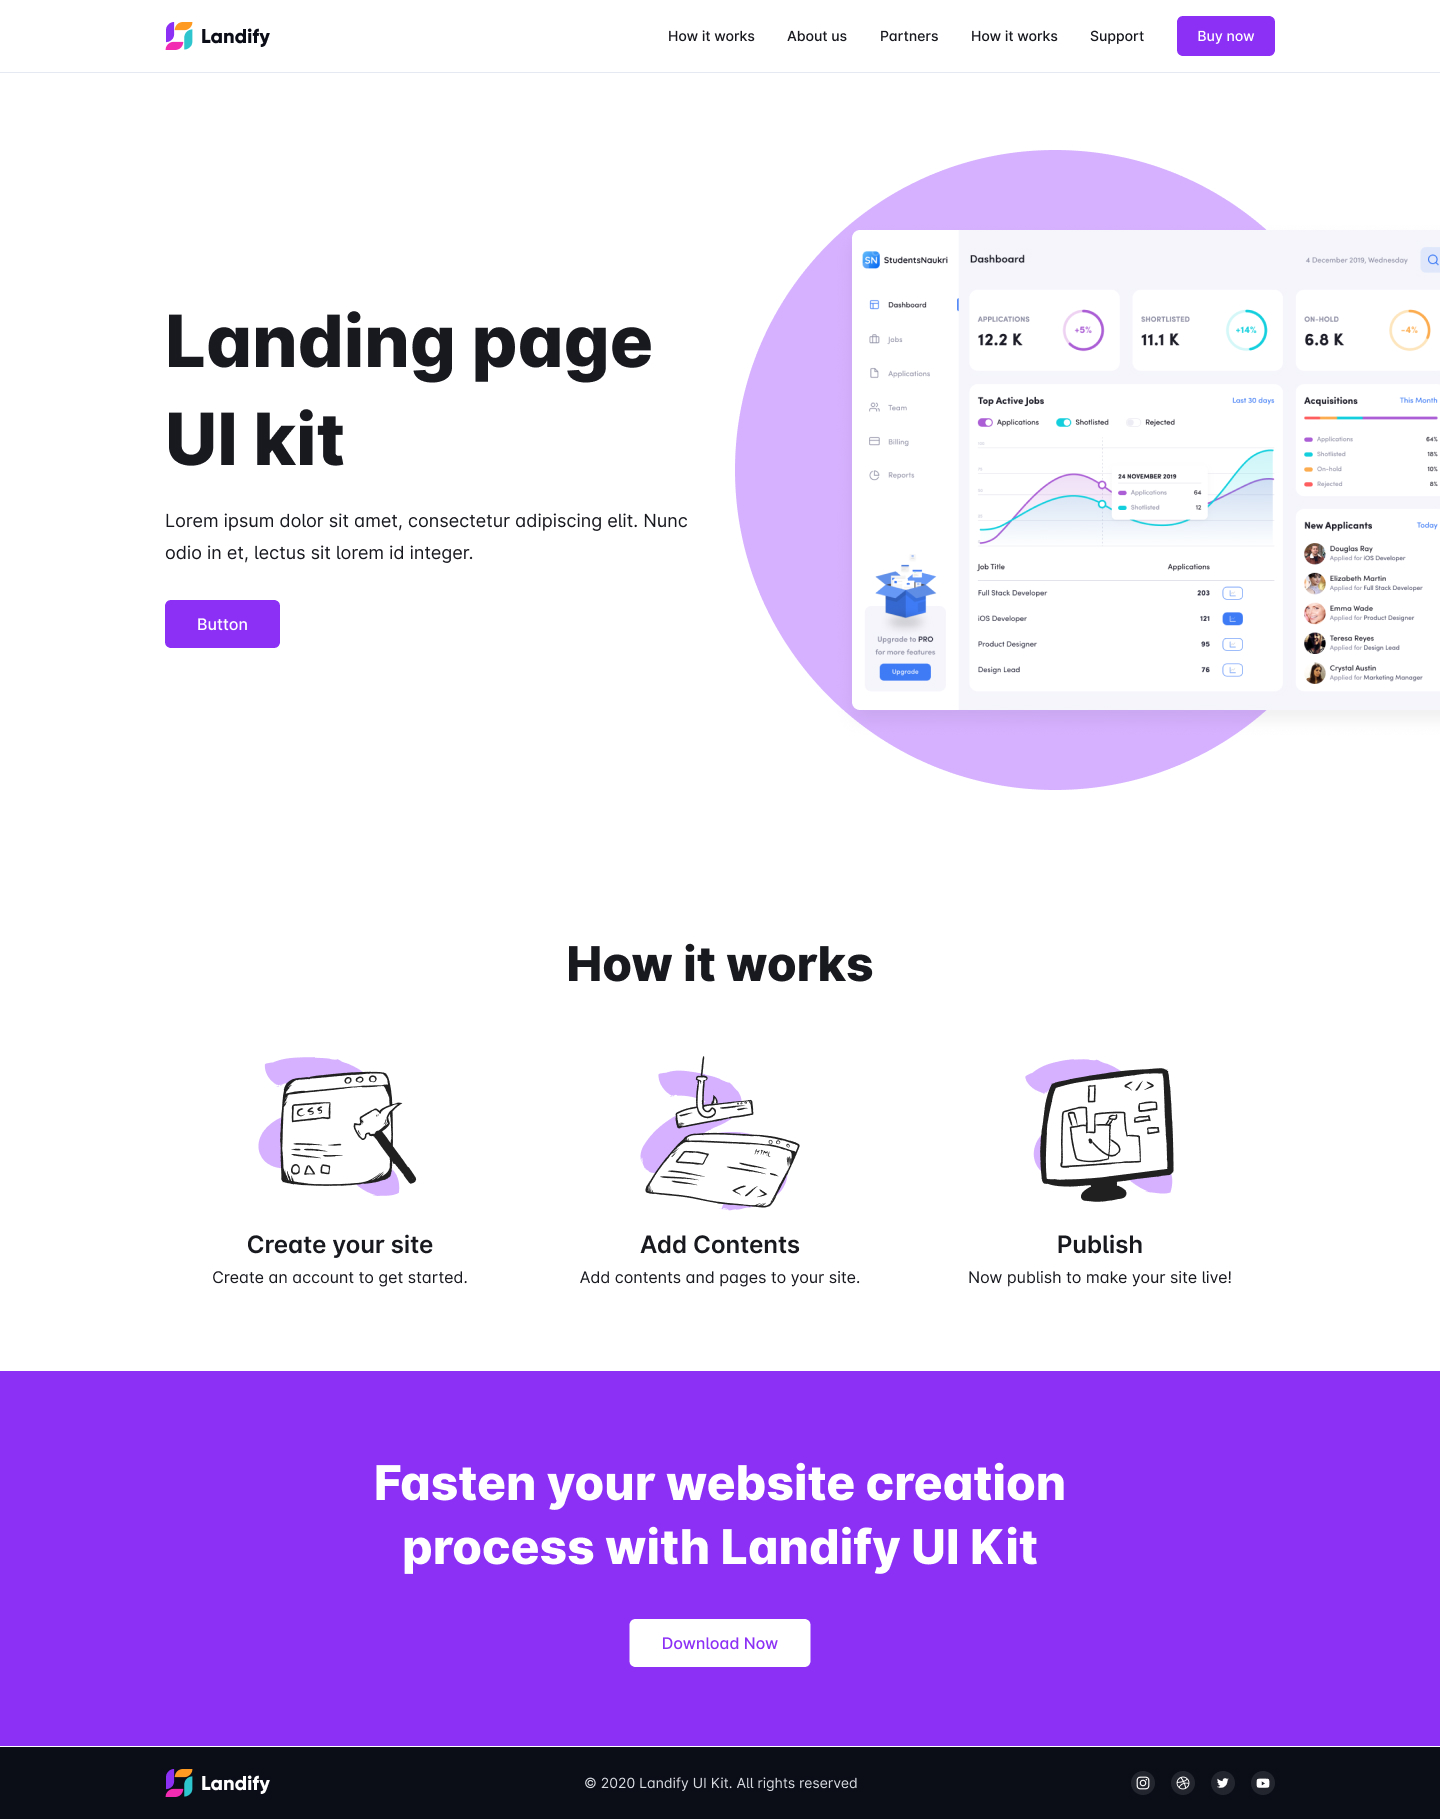 Landify
How it works
About us
Partners
How it works
Support
Buy now
Landing page
UI kit
Lorem ipsum dolor sit amet, consectetur adipiscing elit. Nunc
odio in et, lectus sit lorem id integer.
Button
SN StudentsNaukri
Dashboard
Jobs
Applications
Team
Billing
Reports
Upgrade to PRO
for more features
Upgrade
Dashboard
4 December 2019, Wednesday
APPLICATIONS
12.2 K
+5%
SHORTLISTED
11.1 K
+14%
ON-HOLD
6.8 K
-4%
Top Active Jobs
Last 30 days
Applications
Shotlisted
Rejected
24 NOVEMBER 2019
Applications 64
Shotlisted 12
Job Title Applications
Full Stack Developer 203
iOS Developer 121
Product Designer 95
Design Lead 76
Acquisitions
This Month
Applications 64%
Shotlisted 18%
On-hold 10%
Rejected 8%
New Applicants
Today
Douglas Ray
Applied for iOS Developer
Elizabeth Martin
Applied for Full Stack Developer
Emma Wade
Applied for Product Designer
Teresa Reyes
Applied for Design Lead
Crystal Austin
Applied for Marketing Manager
How it works
CSS
HTML
</>
</>
Create your site
Create an account to get started.
Add Contents
Add contents and pages to your site.
Publish
Now publish to make your site live!
Fasten your website creation
process with Landify UI Kit
Download Now
Landify
© 2020 Landify UI Kit. All rights reserved